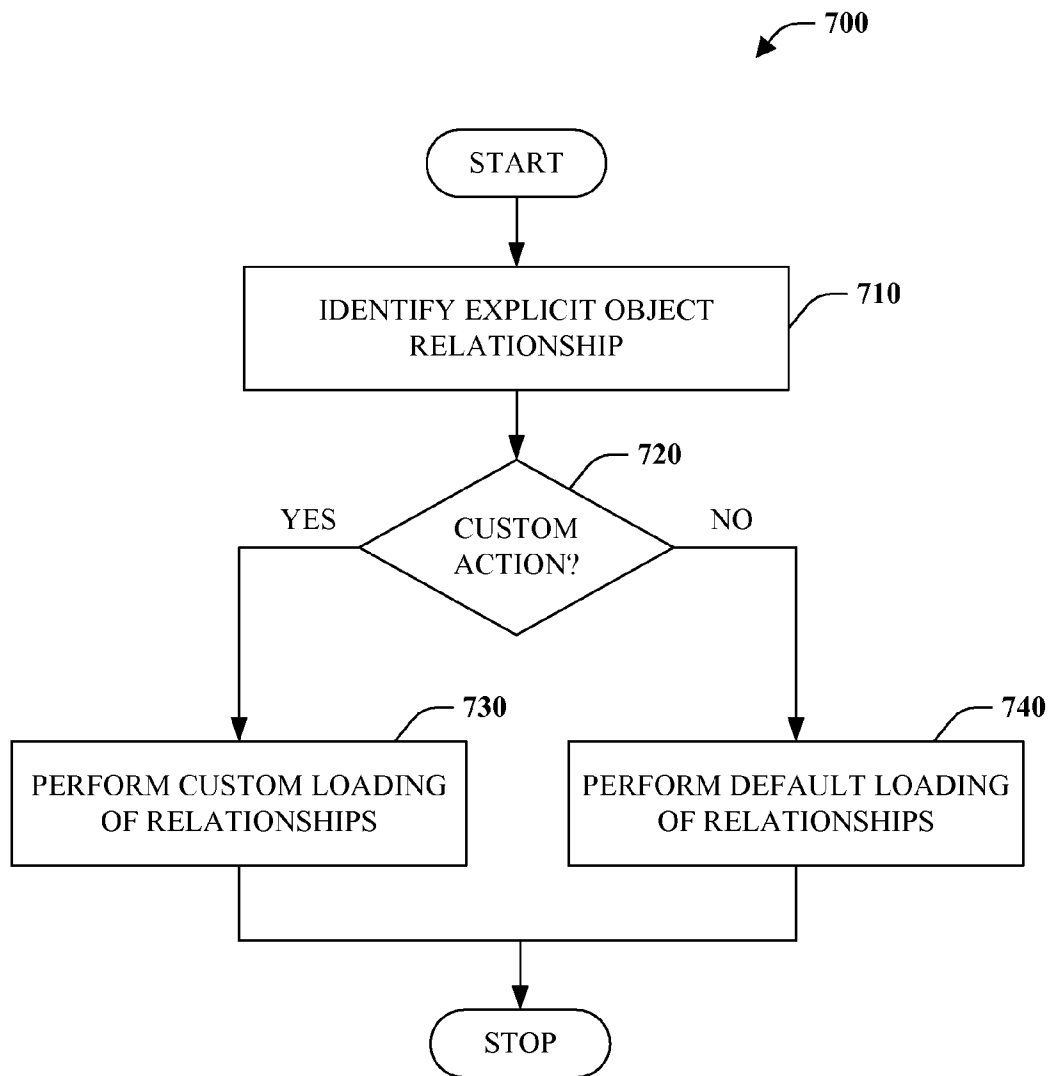 700
START
IDENTIFY EXPLICIT OBJECT
RELATIONSHIP
710
720
YES
CUSTOM
ACTION?
NO
730
PERFORM CUSTOM LOADING
OF RELATIONSHIPS
740
PERFORM DEFAULT LOADING
OF RELATIONSHIPS
STOP